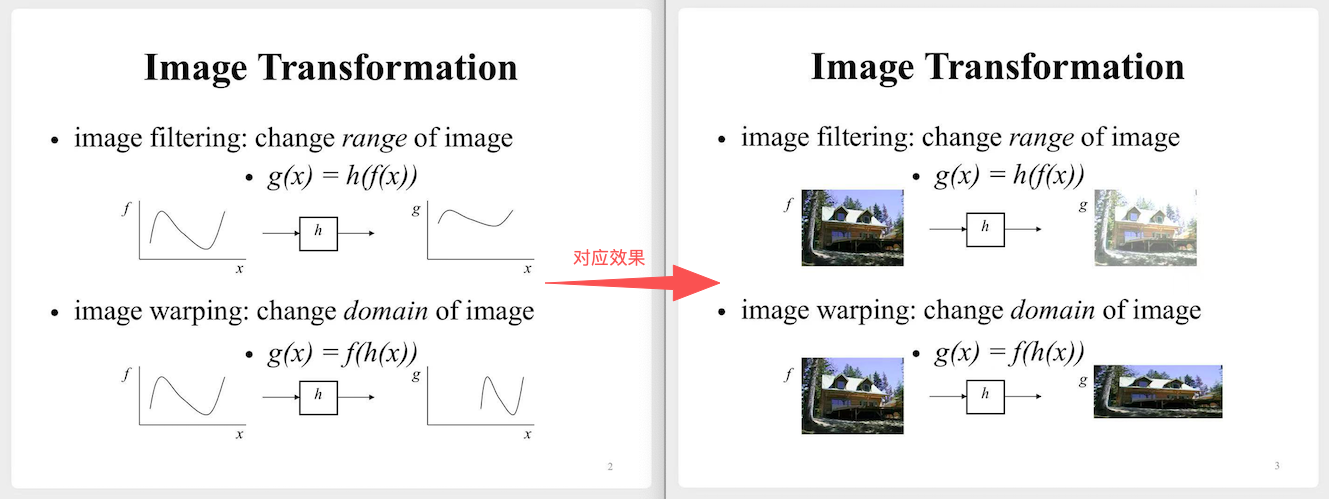 Image Transformation
• image filtering: change range of image
• g(x) = h(f(x))
f
h
g
x
x
• image warping: change domain of image
• g(x) = f(h(x))
f
h
g
x
x
2
对应效果
Image Transformation
• image filtering: change range of image
• g(x) = h(f(x))
f
h
g
• image warping: change domain of image
• g(x) = f(h(x))
f
h
g
3